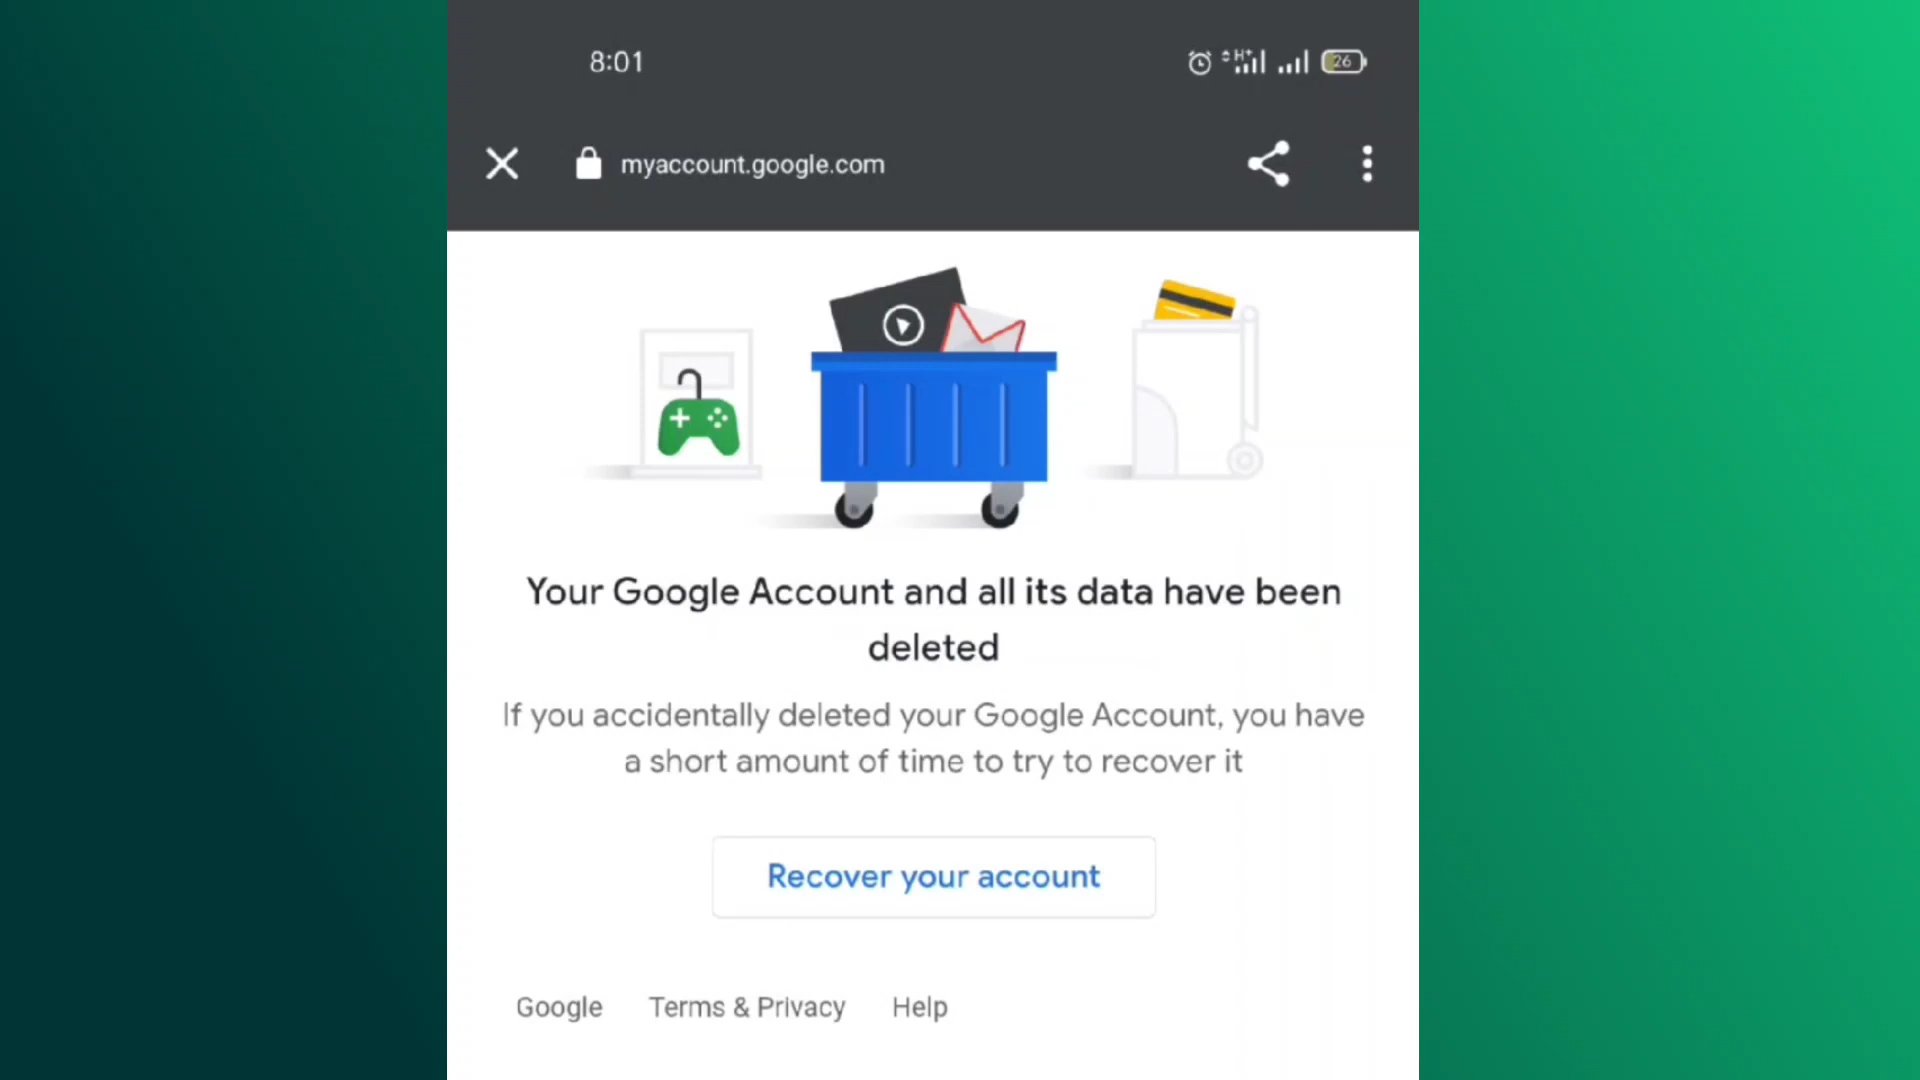 8:01
H+ 26
myaccount.google.com
Your Google Account and all its data have been
deleted
If you accidentally deleted your Google Account, you have
a short amount of time to try to recover it
Recover your account
Google Terms & Privacy Help